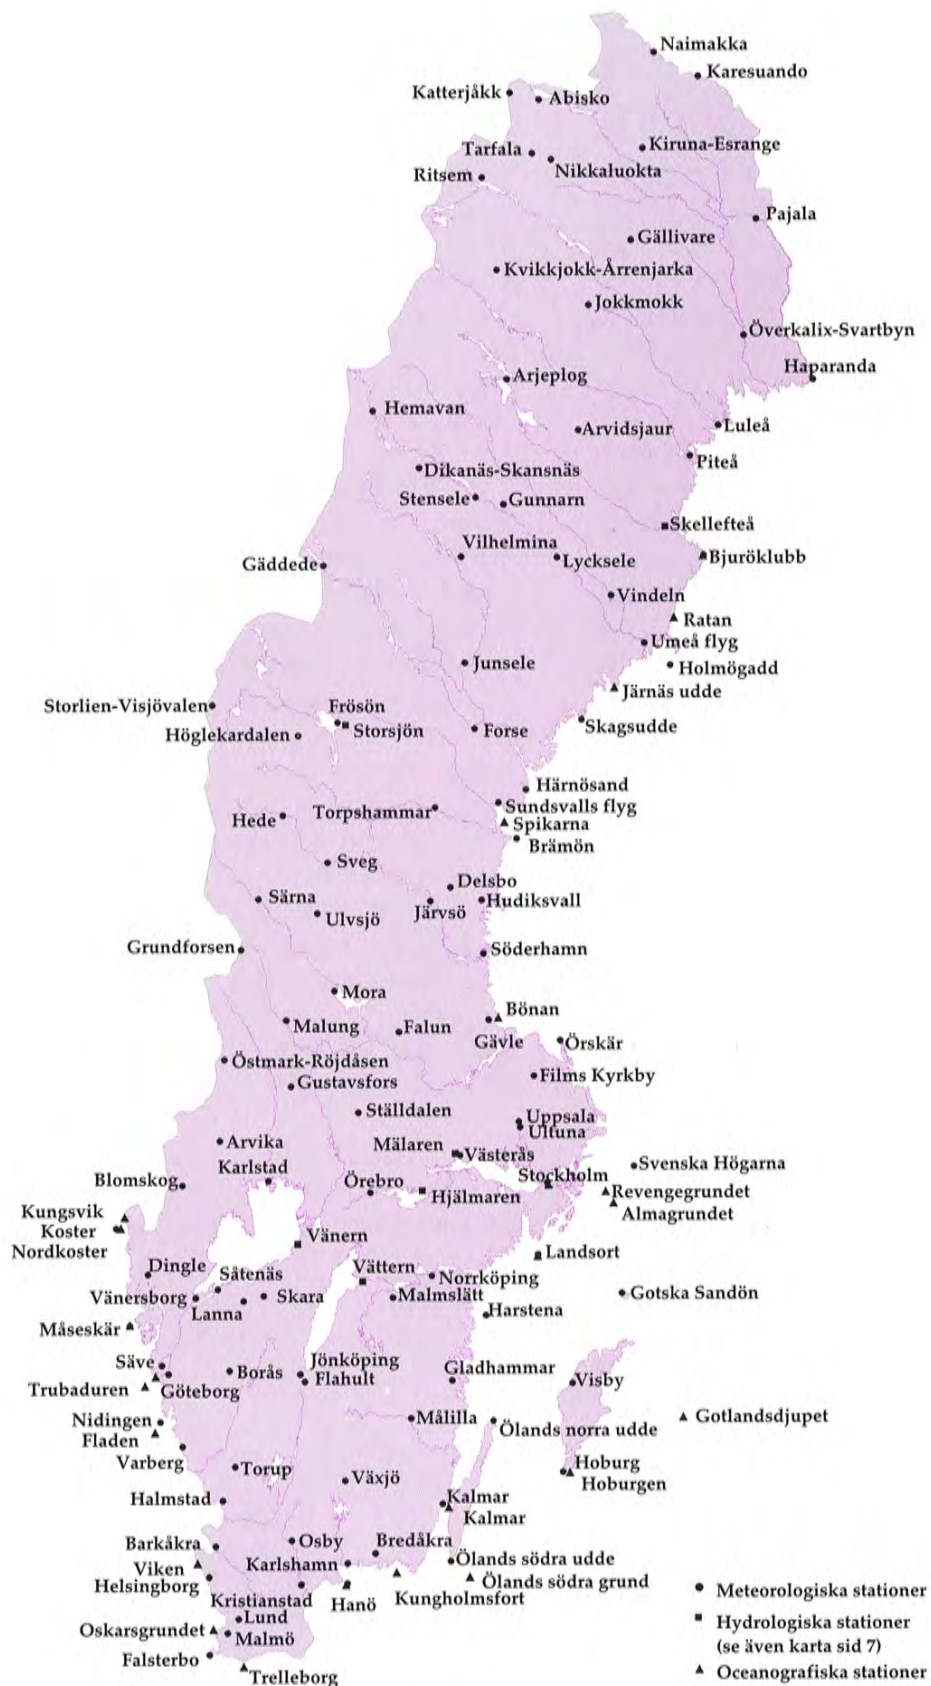 Naimakka
Karesuando
Katterjåkk
Abisko
Kiruna-Esrange
Tarfala
Nikkaluokta
Ritsem
Pajala
Gällivare
Kvikkjokk-Årrenjarka
Jokkmokk
Överkalix-Svartbyn
Haparanda
Arjeplog
Hemavan
Arvidsjaur
Luleå
Piteå
Dikanäs-Skansnäs
Stensele
Gunnarn
Skellefteå
Vilhelmina
Lycksele
Bjuröklubb
Gäddede
Vindeln
Ratan
Umeå flyg
Junsele
Holmögadd
Järnäs udde
Storlien-Visjövalen
Frösön
Storsjön
Forse
Skagsudde
Höglekardalen
Härnösand
Torpshammar
Sundsvalls flyg
Hede
Spikarna
Brämön
Sveg
Delsbo
Särna
Järvsö
Hudiksvall
Ulvsjö
Grundforsen
Söderhamn
Mora
Bönan
Malung
Falun
Gävle
Örskär
Östmark-Röjdåsen
Films Kyrkby
Gustavsfors
Ställdalen
Uppsala
Ultuna
Arvika
Mälaren
Västerås
Svenska Högarna
Karlstad
Stockholm
Blomskog
Örebro
Hjälmaren
Revengegrundet
Almagrundet
Kungsvik
Koster
Nordkoster
Vänern
Landsort
Dingle
Såtenäs
Vättern
Norrköping
Vänersborg
Lanna
Skara
Malmslätt
Gotska Sandön
Harstena
Måseskär
Säve
Borås
Jönköping
Flahult
Gladhammar
Visby
Trubaduren
Göteborg
Nidingen
Fladen
Målilla
Ölands norra udde
Gotlandsdjupet
Varberg
Torup
Växjö
Hoburg
Hoburgen
Halmstad
Kalmar
Kalmar
Barkåkra
Osby
Bredåkra
Viken
Karlshamn
Ölands södra udde
Helsingborg
Kristianstad
Hanö
Kungholmsfort
Ölands södra grund
Lund
Oskarsgrundet
Malmö
Falsterbo
Trelleborg
Meteorologiska stationer
Hydrologiska stationer
(se även karta sid 7)
Oceanografiska stationer